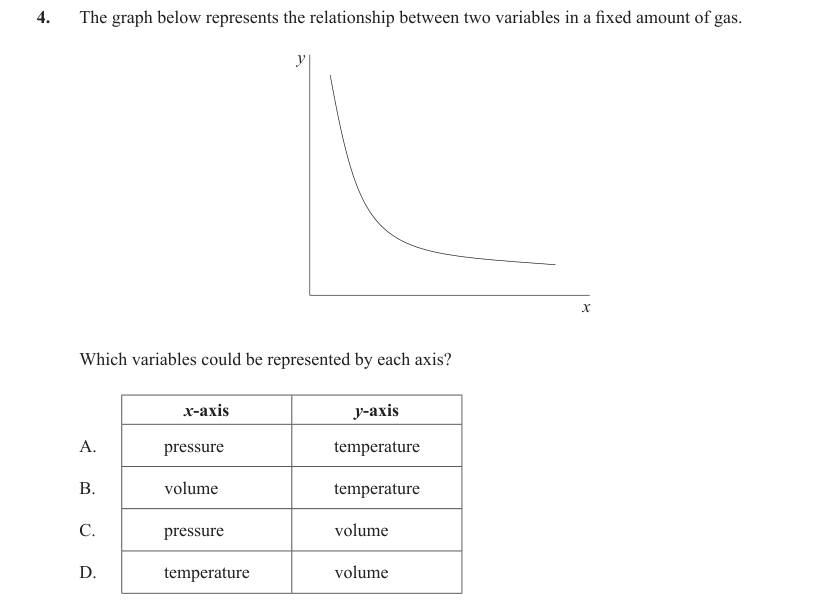 4. The graph below represents the relationship between two variables in a fixed amount of gas.
y
x
Which variables could be represented by each axis?
x-axis y-axis
A. pressure temperature
B. volume temperature
C. pressure volume
D. temperature volume